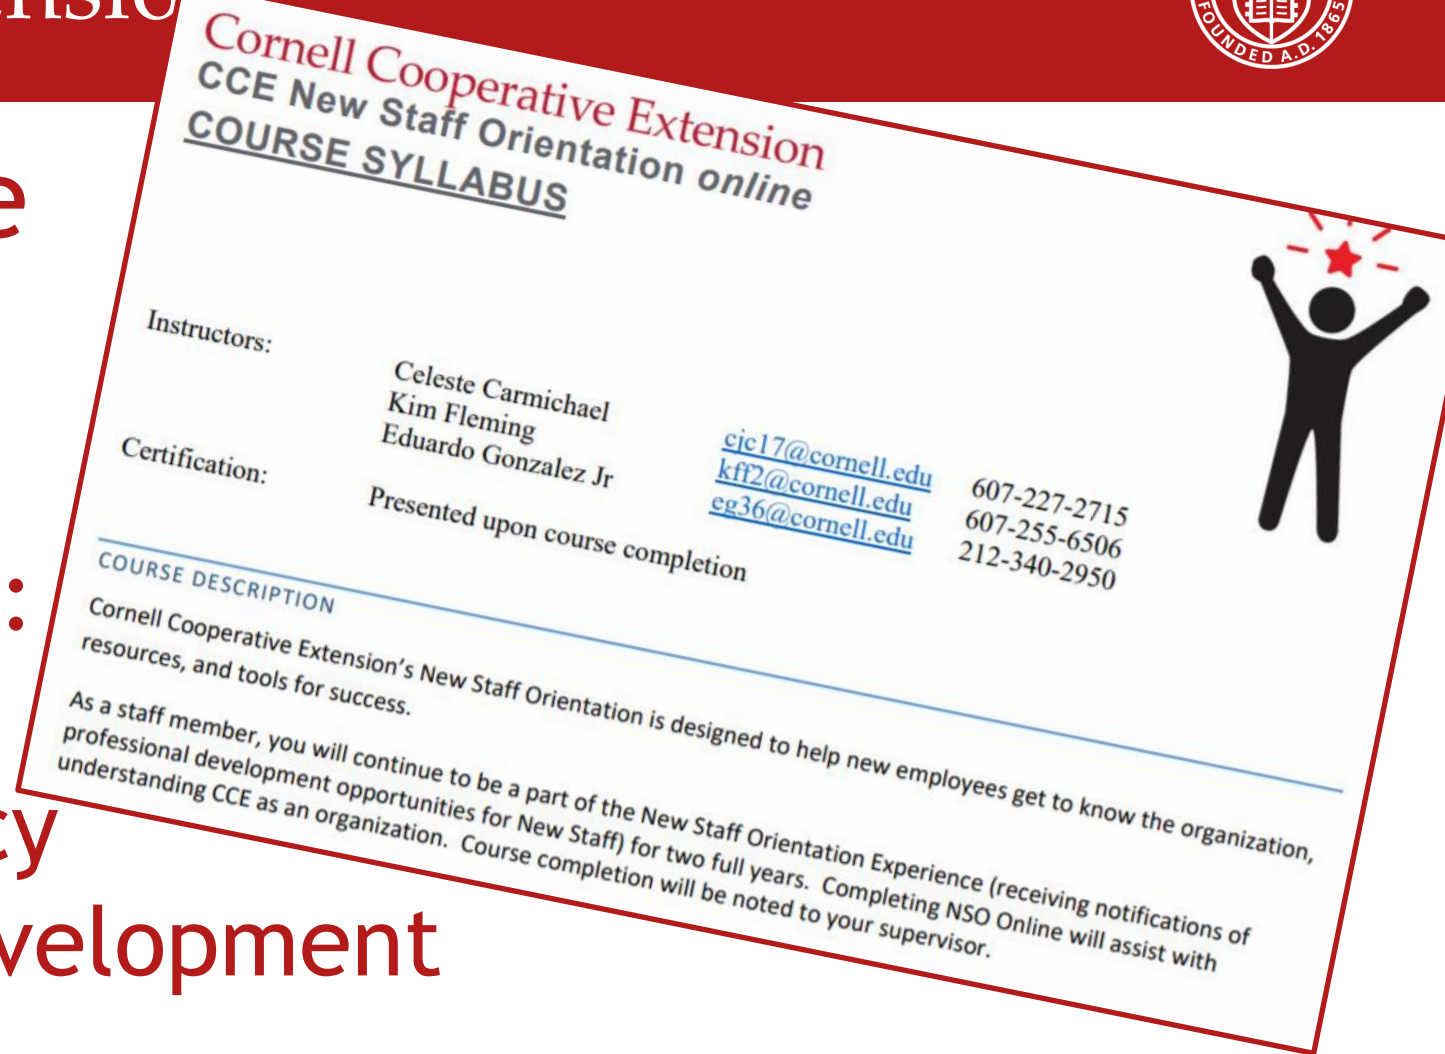 FOUNDED A.D. 1865
Cornell Cooperative Extension
CCE New Staff Orientation online
COURSE SYLLABUS
Instructors:
Celeste Carmichael cjc17@cornell.edu 607-227-2715
Kim Fleming kff2@cornell.edu 607-255-6506
Eduardo Gonzalez Jr eg36@cornell.edu 212-340-2950
Certification: Presented upon course completion
COURSE DESCRIPTION
Cornell Cooperative Extension’s New Staff Orientation is designed to help new employees get to know the organization,
resources, and tools for success.
As a staff member, you will continue to be a part of the New Staff Orientation Experience (receiving notifications of
professional development opportunities for New Staff) for two full years.  Completing NSO Online will assist with
understanding CCE as an organization.  Course completion will be noted to your supervisor.
e
:
cy
velopment